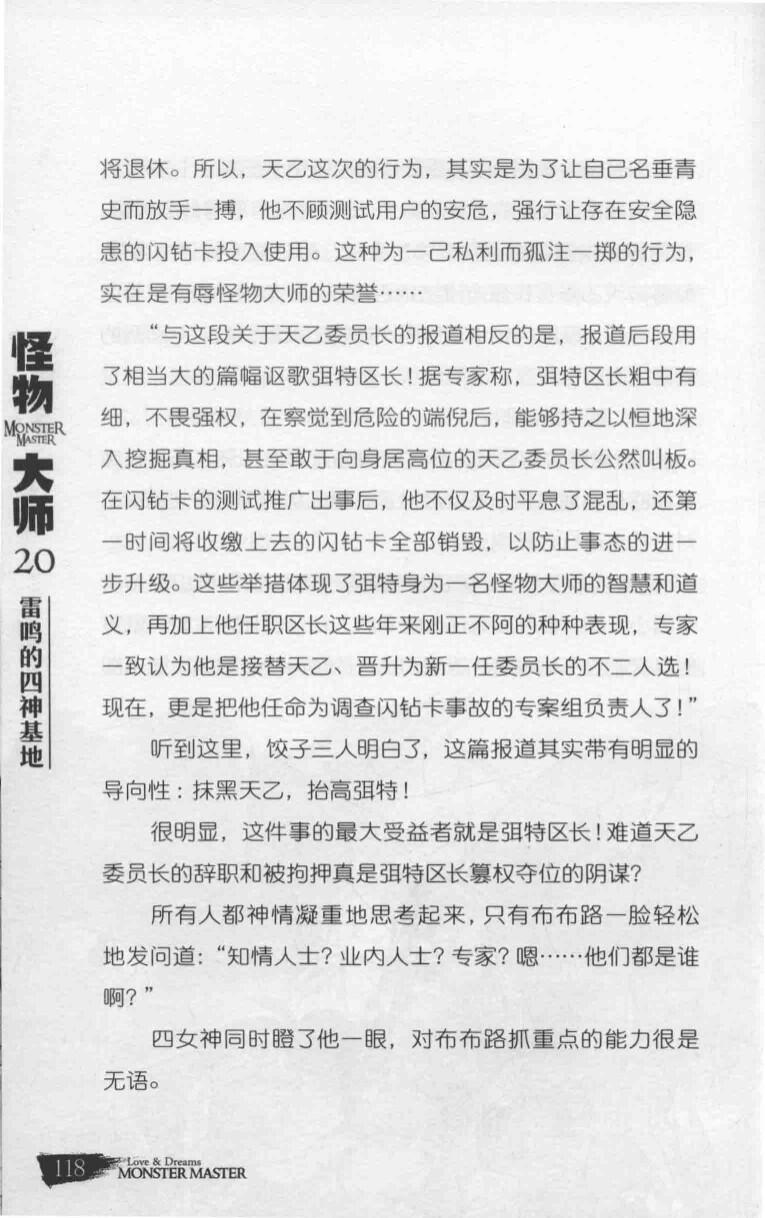 将退休。所以，天乙这次的行为，其实是为了让自己名垂青
史而放手一搏，他不顾测试用户的安危，强行让存在安全隐
患的闪钻卡投入使用。这种为一己私利而孤注一掷的行为，
实在是有辱怪物大师的荣誉……
“与这段关于天乙委员长的报道相反的是，报道后段用
了相当大的篇幅讴歌弭特区长！据专家称，弭特区长粗中有
细，不畏强权，在察觉到危险的端倪后，能够持之以恒地深
入挖掘真相，甚至敢于向身居高位的天乙委员长公然叫板。
在闪钻卡的测试推广出事后，他不仅及时平息了混乱，还第
一时间将收缴上去的闪钻卡全部销毁，以防止事态的进一
步升级。这些举措体现了弭特身为一名怪物大师的智慧和道
义，再加上他任职区长这些年来刚正不阿的种种表现，专家
一致认为他是接替天乙、晋升为新一任委员长的不二人选！
现在，更是把他任命为调查闪钻卡事故的专案组负责人了！”
听到这里，饺子三人明白了，这篇报道其实带有明显的
导向性：抹黑天乙，抬高弭特！
很明显，这件事的最大受益者就是弭特区长！难道天乙
委员长的辞职和被拘押真是弭特区长篡权夺位的阴谋？
所有人都神情凝重地思考起来，只有布布路一脸轻松
地发问道：“知情人士？业内人士？专家？嗯……他们都是谁
啊？”
四女神同时瞪了他一眼，对布布路抓重点的能力很是
无语。
怪物
MONSTER
MASTER
大师
20
雷鸣的四神基地
118
Love & Dreams
MONSTER MASTER